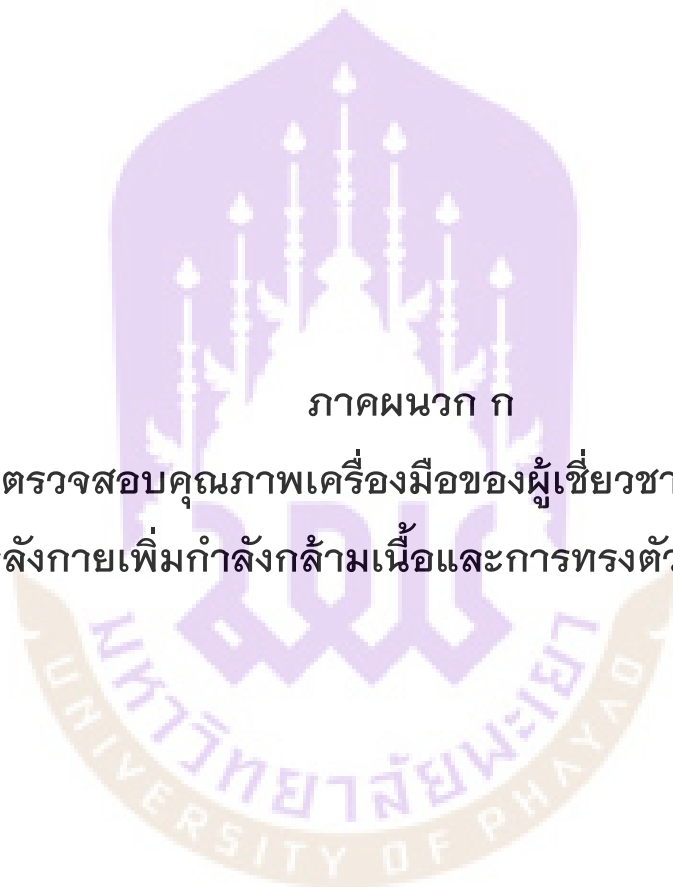 ภาคผนวก ก
ตรวจสอบคุณภาพเครื่องมือของผู้เชี่ยวชา
ลังกายเพิ่มกำลังกล้ามเนื้อและการทรงตัว
มหาวิทยาลัยพะเยา
UNIVERSITY OF PHAYAO